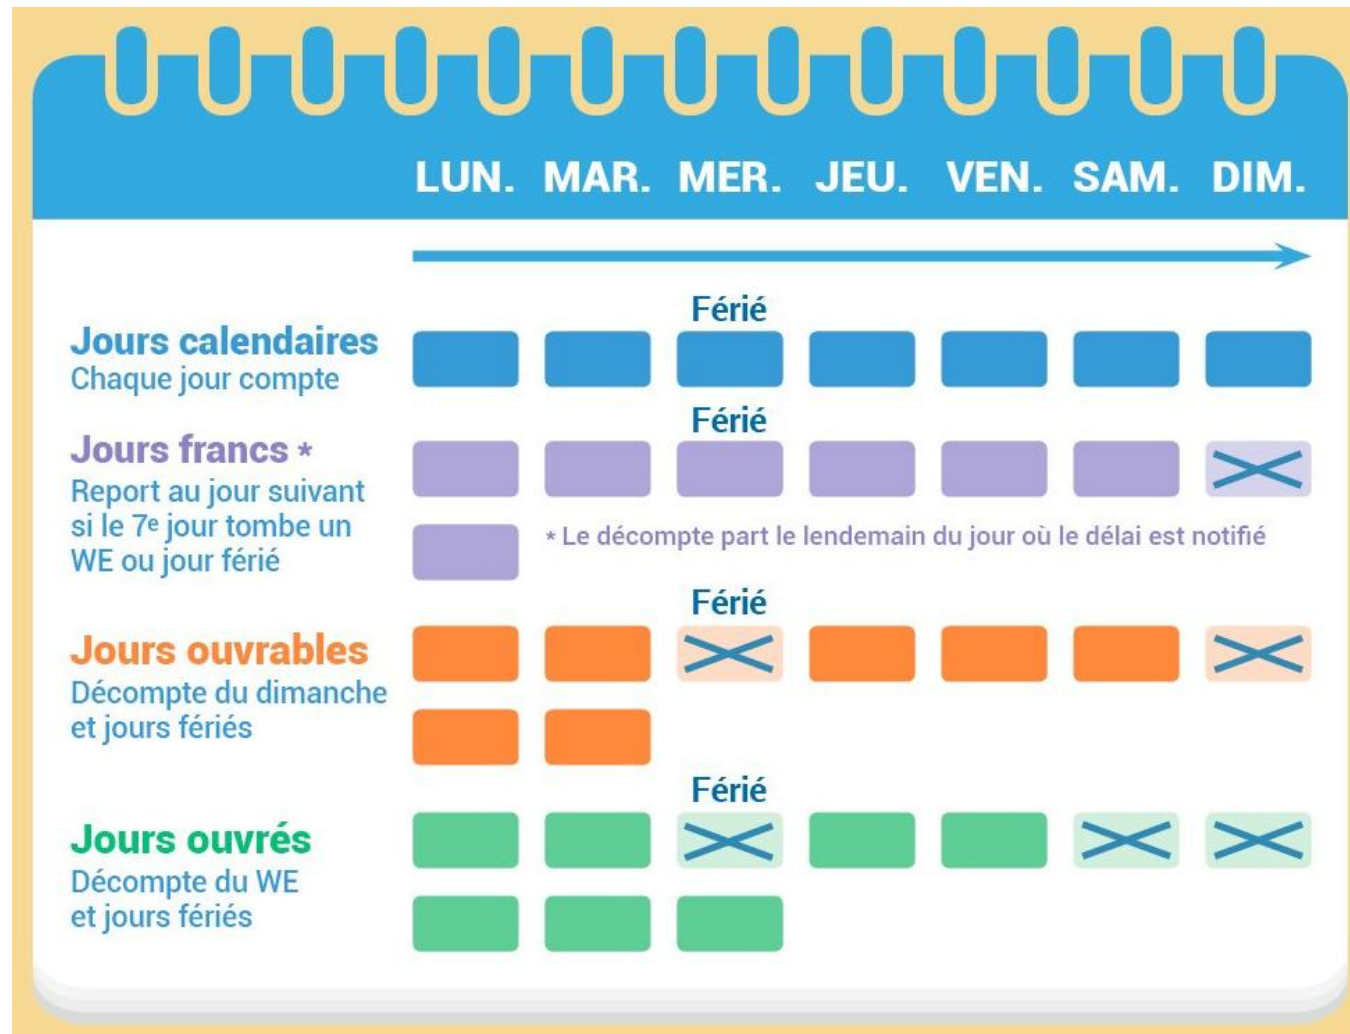 LUN. MAR. MER. JEU. VEN. SAM. DIM.
Férié
Jours calendaires
Chaque jour compte
Férié
Jours francs *
Report au jour suivant
si le 7e jour tombe un
WE ou jour férié
* Le décompte part le lendemain du jour où le délai est notifié
Férié
Jours ouvrables
Décompte du dimanche
et jours fériés
Férié
Jours ouvrés
Décompte du WE
et jours fériés